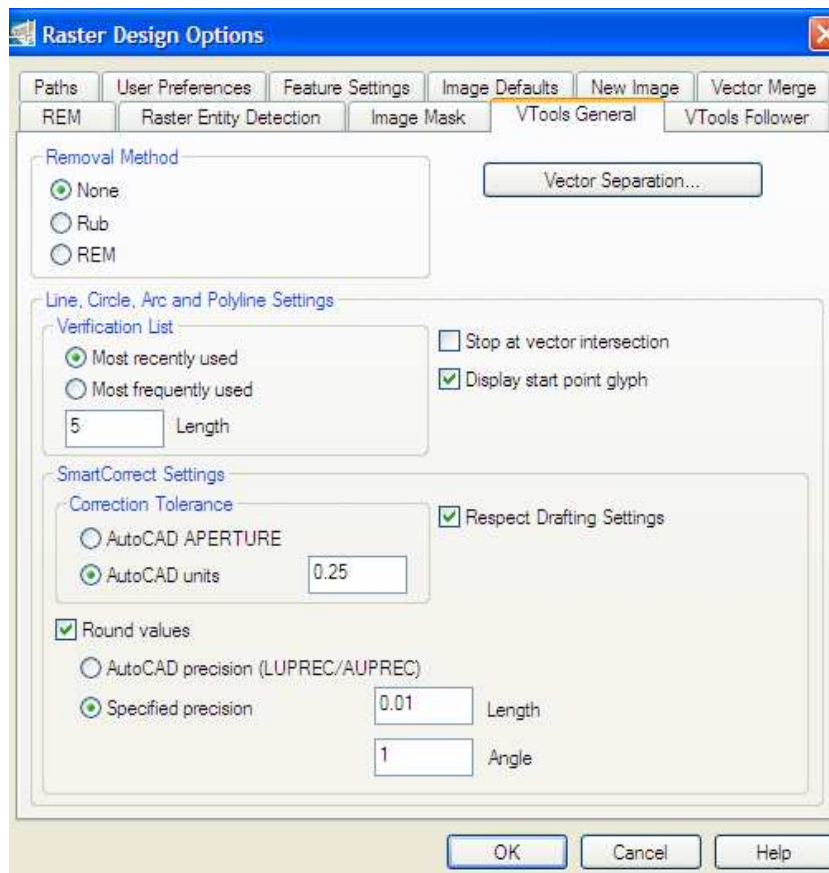 Raster Design Options
Paths User Preferences Feature Settings Image Defaults New Image Vector Merge
REM Raster Entity Detection Image Mask VTools General VTools Follower
Removal Method
None
Rub
REM
Vector Separation...
Line, Circle, Arc and Polyline Settings
Verification List
Most recently used
Most frequently used
5 Length
Stop at vector intersection
Display start point glyph
SmartCorrect Settings
Correction Tolerance
AutoCAD APERTURE
AutoCAD units 0.25
Respect Drafting Settings
Round values
AutoCAD precision (LUPREC/AUPREC)
Specified precision 0.01 Length
1 Angle
OK Cancel Help